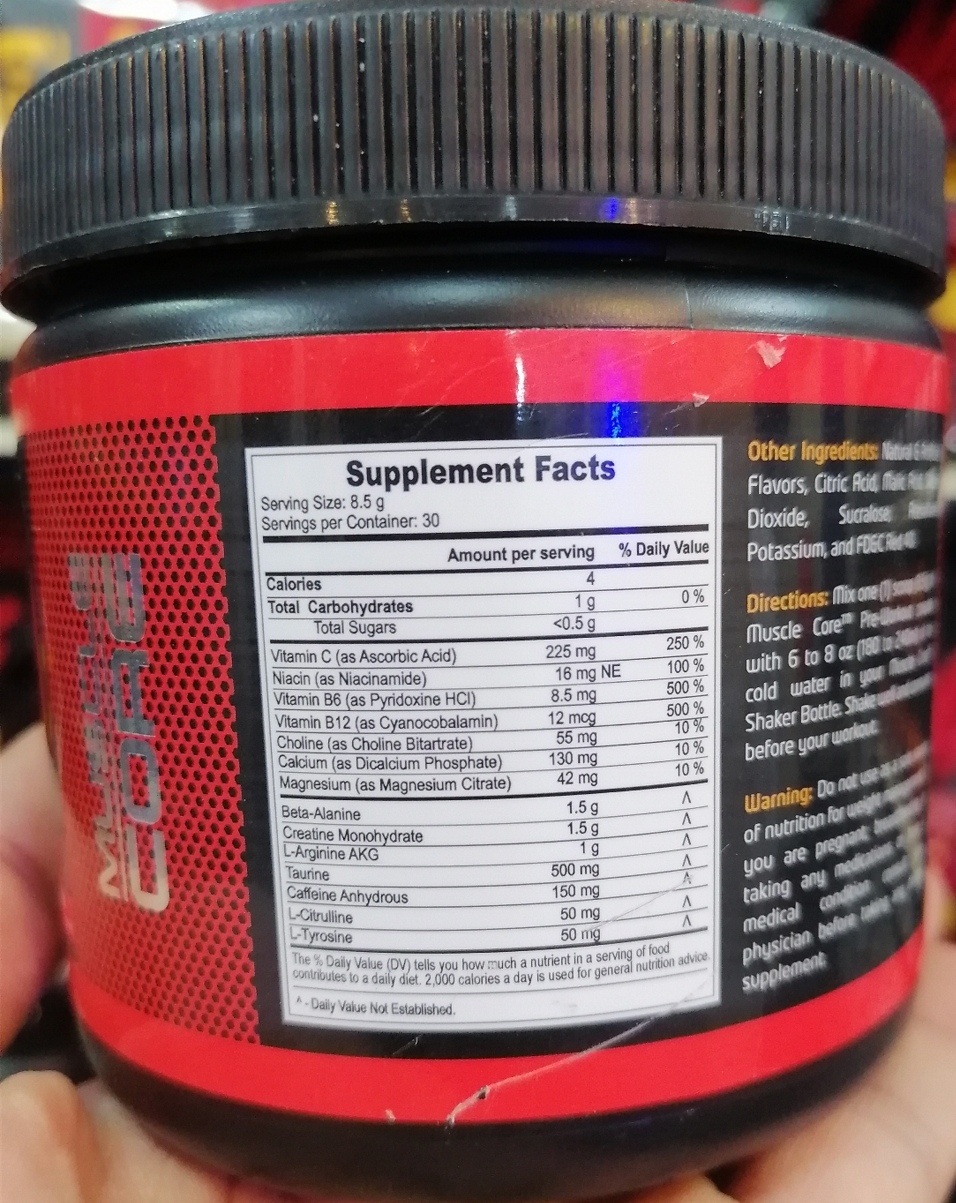 MUSCLE
CORE
Supplement Facts
Serving Size: 8.5 g
Servings per Container: 30
Amount per serving % Daily Value
Calories 4
Total Carbohydrates 1 g 0 %
Total Sugars <0.5 g
Vitamin C (as Ascorbic Acid) 225 mg 250 %
Niacin (as Niacinamide) 16 mg NE 100 %
Vitamin B6 (as Pyridoxine HCl) 8.5 mg 500 %
Vitamin B12 (as Cyanocobalamin) 12 mcg 500 %
Choline (as Choline Bitartrate) 55 mg 10 %
Calcium (as Dicalcium Phosphate) 130 mg 10 %
Magnesium (as Magnesium Citrate) 42 mg 10 %
Beta-Alanine 1.5 g ^
Creatine Monohydrate 1.5 g ^
L-Arginine AKG 1 g ^
Taurine 500 mg ^
Caffeine Anhydrous 150 mg ^
L-Citrulline 50 mg ^
L-Tyrosine 50 mg ^
The % Daily Value (DV) tells you how much a nutrient in a serving of food
contributes to a daily diet. 2,000 calories a day is used for general nutrition advice.
^ - Daily Value Not Established.
Other Ingredients: Natural &
Flavors, Citric Acid, Malic
Dioxide, Sucralose,
Potassium, and FD&C Red
Directions: Mix one (1)
Muscle Core™ Pre-Workout
with 6 to 8 oz (180 to
cold water in your Muscle
Shaker Bottle. Shake well
before your workout.
Warning: Do not use as a
of nutrition for weight
you are pregnant,
taking any medications
medical condition,
physician before taking
supplement.